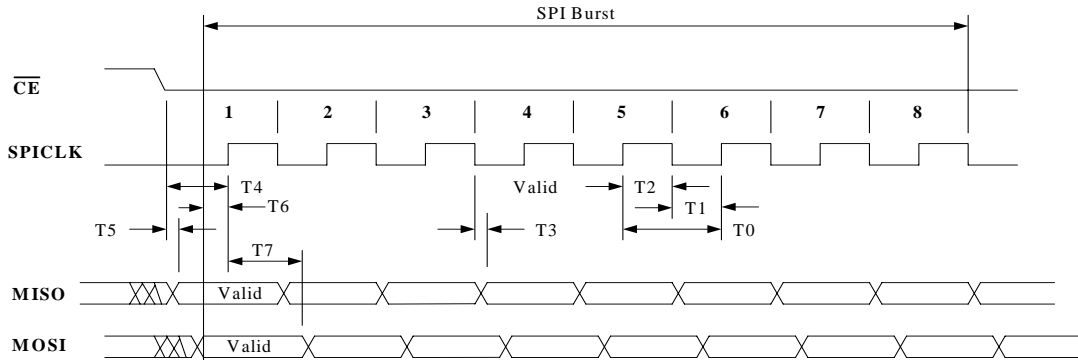 SPI Burst
CE
1 2 3 4 5 6 7 8
SPICLK
T4 Valid T2
T6 T1
T5 T3 T0
T7
MISO Valid
MOSI Valid